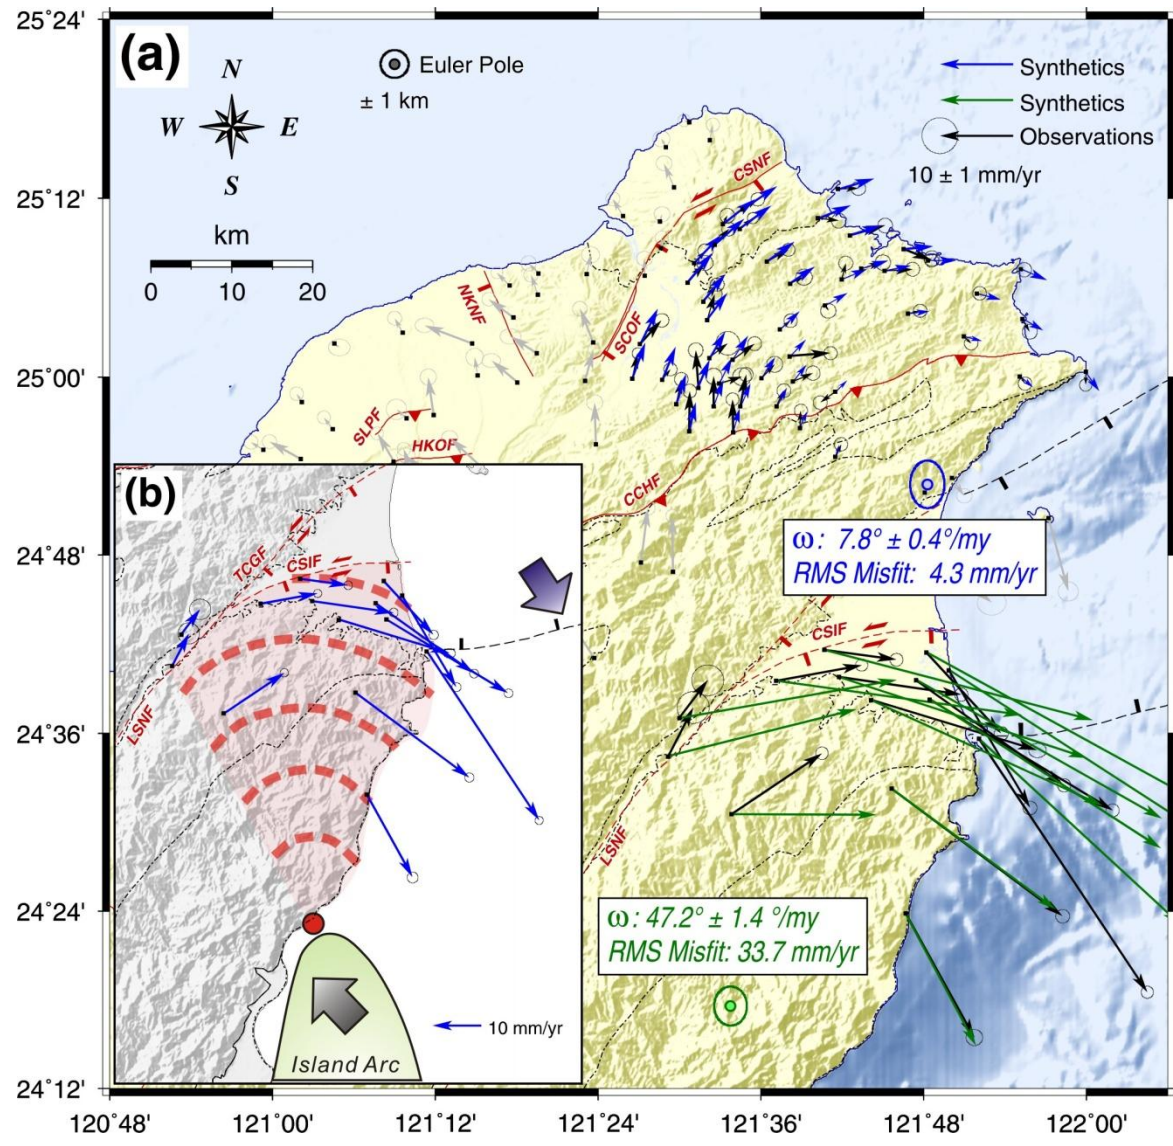 25°24'
25°12'
25°00'
24°48'
24°36'
24°24'
24°12'
(a)
N
W E
S
km
0 10 20
Euler Pole
± 1 km
Synthetics
Synthetics
Observations
10 ± 1 mm/yr
CSNF
NKNF
SCOF
SLPF
HKOF
CCHF
ω: 7.8° ± 0.4°/my
RMS Misfit: 4.3 mm/yr
CSIF
LSNF
ω: 47.2° ± 1.4 °/my
RMS Misfit: 33.7 mm/yr
(b)
TCGF
CSIF
LSNF
Island Arc
10 mm/yr
120°48' 121°00' 121°12' 121°24' 121°36' 121°48' 122°00'